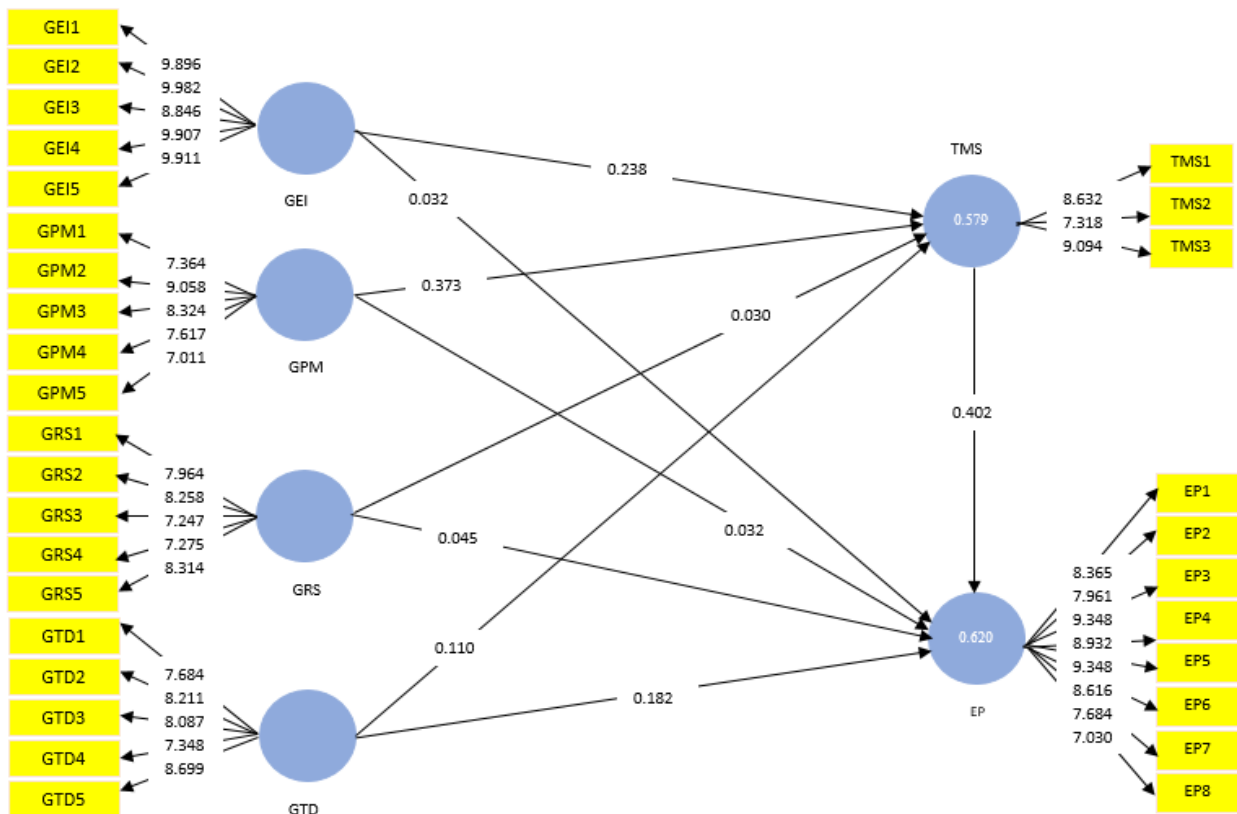 GEI1
GEI2
GEI3
GEI4
GEI5
9.896
9.982
8.846
9.907
9.911
GEI
GPM1
GPM2
GPM3
GPM4
GPM5
7.364
9.058
8.324
7.617
7.011
GPM
GRS1
GRS2
GRS3
GRS4
GRS5
7.964
8.258
7.247
7.275
8.314
GRS
GTD1
GTD2
GTD3
GTD4
GTD5
7.684
8.211
8.087
7.348
8.699
GTD
0.238
0.032
0.373
0.030
0.045
0.032
0.110
0.182
0.402
TMS
0.579
8.632
7.318
9.094
TMS1
TMS2
TMS3
0.620
EP
8.365
7.961
9.348
8.932
9.348
8.616
7.684
7.030
EP1
EP2
EP3
EP4
EP5
EP6
EP7
EP8